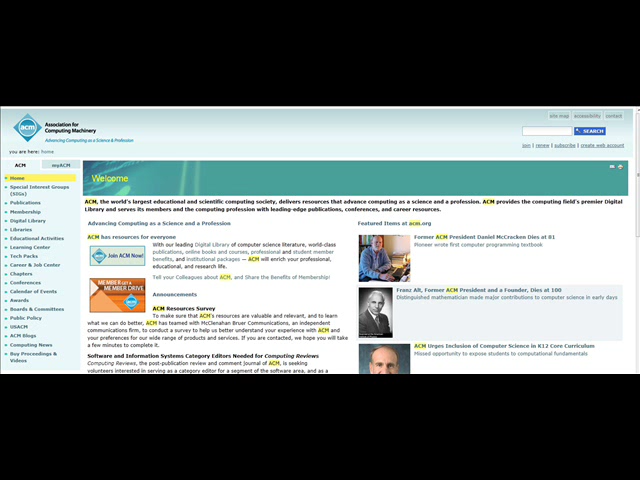 site map accessibility contact
acm Association for
Computing Machinery
Advancing Computing as a Science & Profession
SEARCH
join | renew | subscribe | create web account
you are here: home
ACM myACM
Home
Special Interest Groups
(SIGs)
Publications
Membership
Digital Library
Libraries
Educational Activities
Learning Center
Tech Packs
Career & Job Center
Chapters
Conferences
Calendar of Events
Awards
Boards & Committees
Public Policy
USACM
ACM Blogs
Computing News
Buy Proceedings &
Videos
Welcome
ACM, the world's largest educational and scientific computing society, delivers resources that advance computing as a science and a profession. ACM provides the computing field's premier Digital
Library and serves its members and the computing profession with leading-edge publications, conferences, and career resources.
Advancing Computing as a Science and a Profession
ACM has resources for everyone
acm Join ACM Now!
With our leading Digital Library of computer science literature, world-class
publications, online books and courses, professional and student member
benefits, and institutional packages — ACM will enrich your professional,
educational, and research life.
MEMBER GET A
MEMBER DRIVE
Tell your Colleagues about ACM, and Share the Benefits of Membership!
Announcements
ACM Resources Survey
To make sure that ACM's resources are valuable and relevant, and to learn
what we can do better, ACM has teamed with McClenahan Bruer Communications, an independent
communications firm, to conduct a survey to help us better understand your experience with ACM and
your preferences for our wide range of products and services. If you are contacted, we hope you will take
a few minutes to complete it.
Software and Information Systems Category Editors Needed for Computing Reviews
Computing Reviews, the post-publication review and comment journal of ACM, is seeking
volunteers interested in serving as a category editor for a segment of the software area, and as a
Featured Items at acm.org
Former ACM President Daniel McCracken Dies at 81
Pioneer wrote first computer programming textbook
Franz Alt, Former ACM President and a Founder, Dies at 100
Distinguished mathematician made major contributions to computer science in early days
ACM Urges Inclusion of Computer Science in K12 Core Curriculum
Missed opportunity to expose students to computational fundamentals